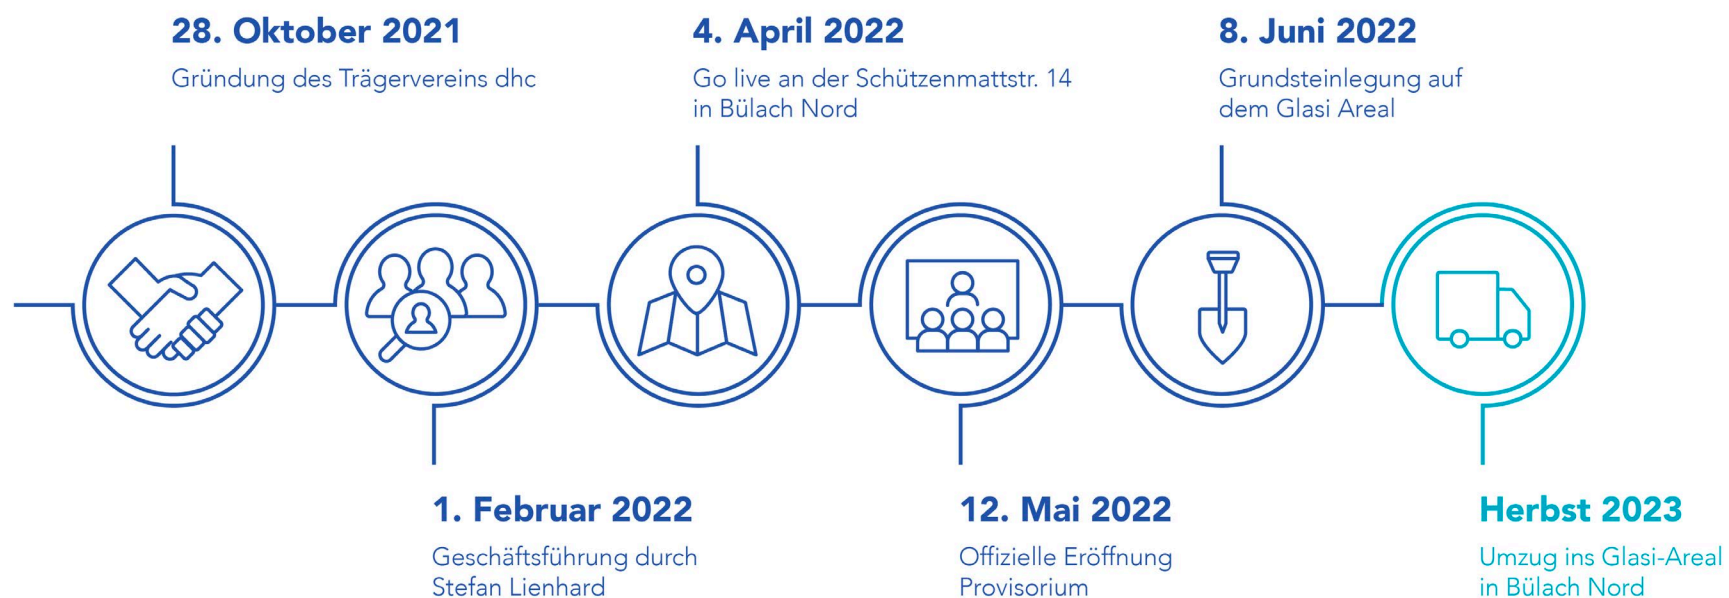 28. Oktober 2021
Gründung des Trägervereins dhc
4. April 2022
Go live an der Schützenmattstr. 14
in Bülach Nord
8. Juni 2022
Grundsteinlegung auf
dem Glasi Areal
1. Februar 2022
Geschäftsführung durch
Stefan Lienhard
12. Mai 2022
Offizielle Eröffnung
Provisorium
Herbst 2023
Umzug ins Glasi-Areal
in Bülach Nord